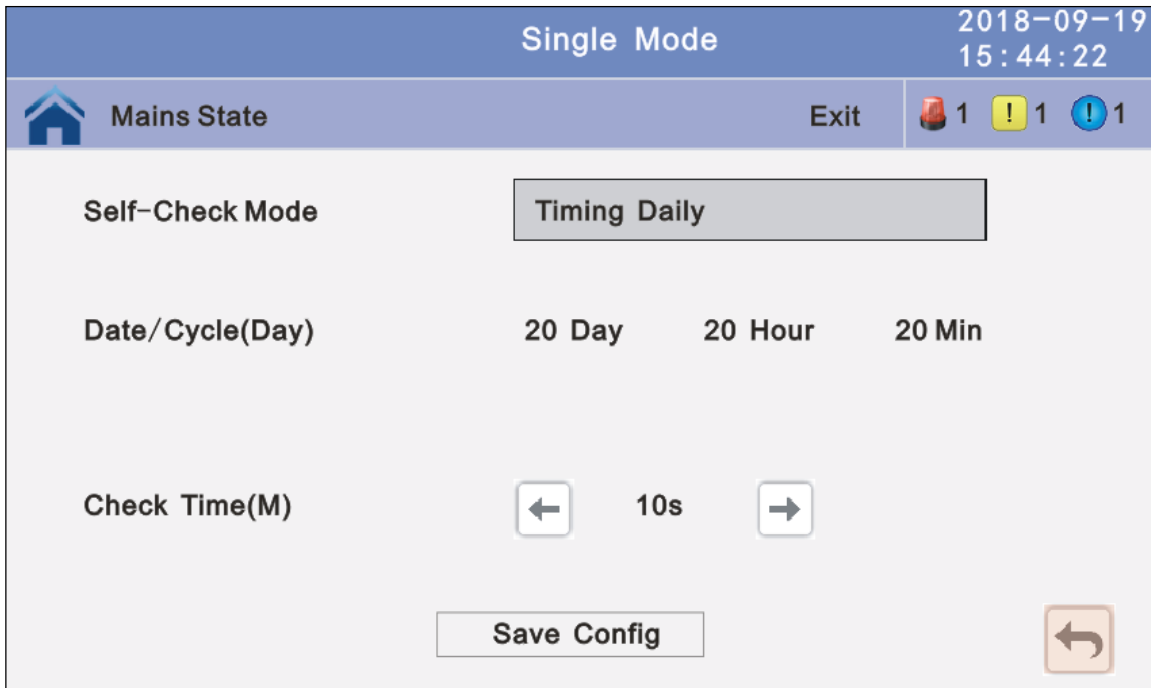 Single Mode
2018-09-19
15:44:22
Mains State
Exit
1
! 1
! 1
Self-Check Mode
Timing Daily
Date/Cycle(Day)
20 Day
20 Hour
20 Min
Check Time(M)
10s
Save Config